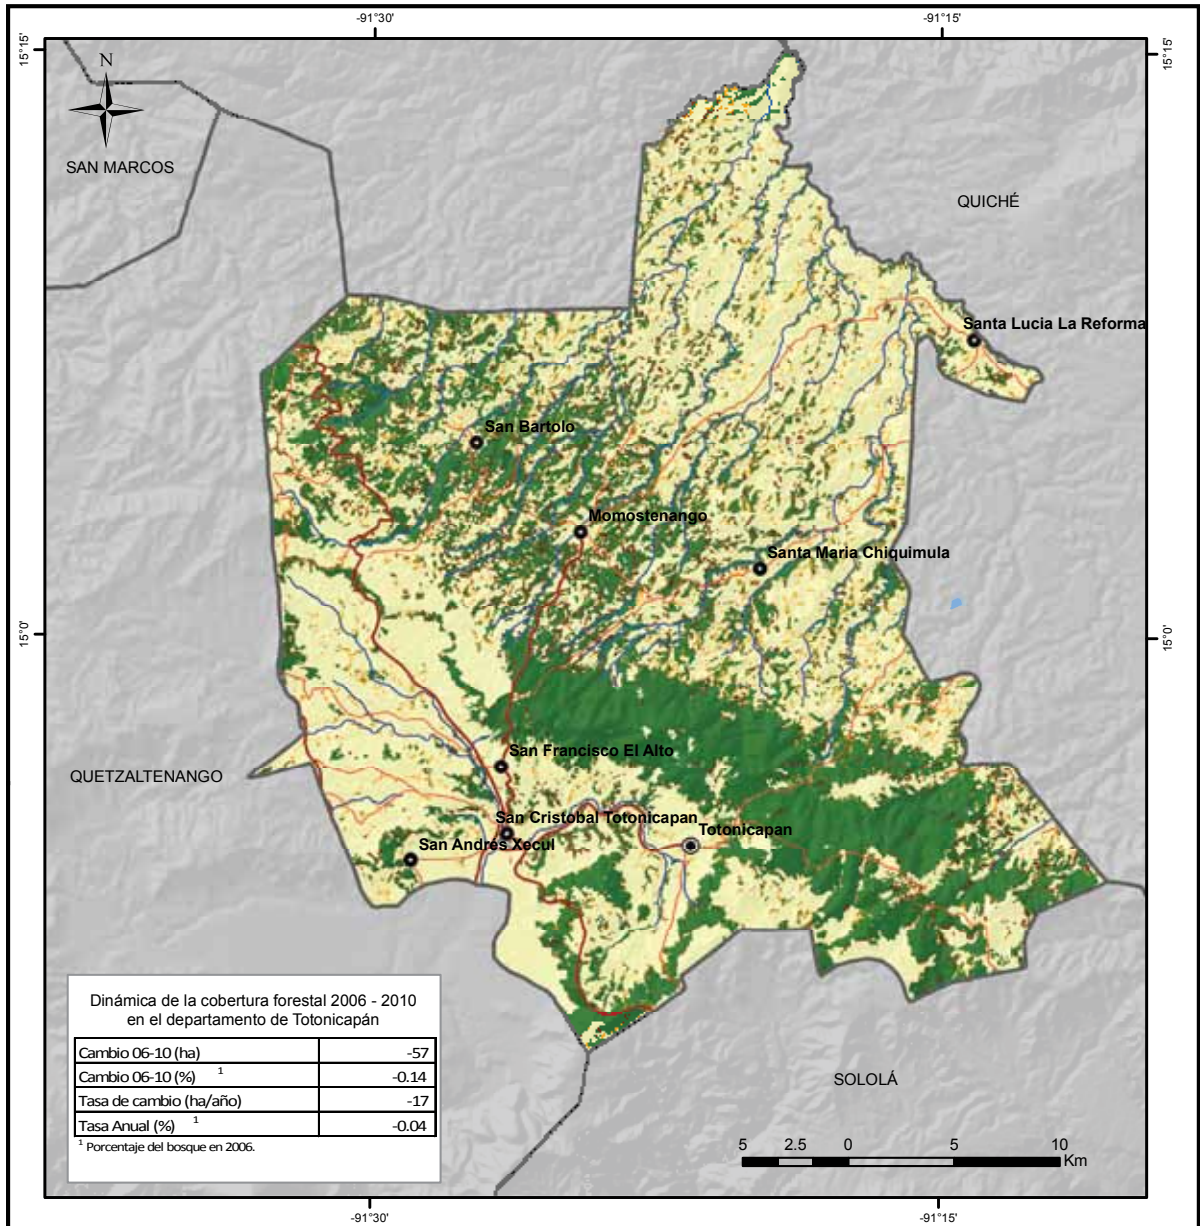 -91°30'
-91°15'
15°15'
15°15'
N
SAN MARCOS
QUICHÉ
Santa Lucia La Reforma
San Bartolo
Momostenango
Santa Maria Chiquimula
15°0'
15°0'
San Francisco El Alto
QUETZALTENANGO
San Cristobal Totonicapan
Totonicapan
San Andres Xecul
Dinámica de la cobertura forestal 2006 - 2010
en el departamento de Totonicapán
Cambio 06-10 (ha) -57
Cambio 06-10 (%) 1 -0.14
Tasa de cambio (ha/año) -17
Tasa Anual (%) 1 -0.04
1 Porcentaje del bosque en 2006.
SOLOLÁ
5 2.5 0 5 10
Km
-91°30'
-91°15'